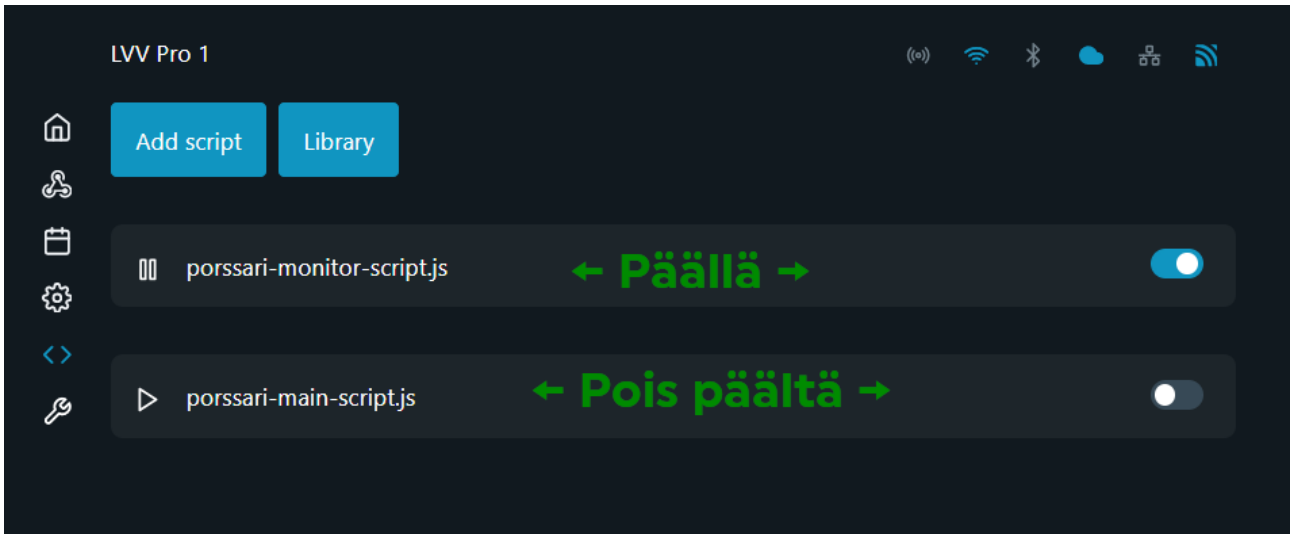 LVV Pro 1
Add script Library
porssari-monitor-script.js ← Päällä →
porssari-main-script.js ← Pois päältä →